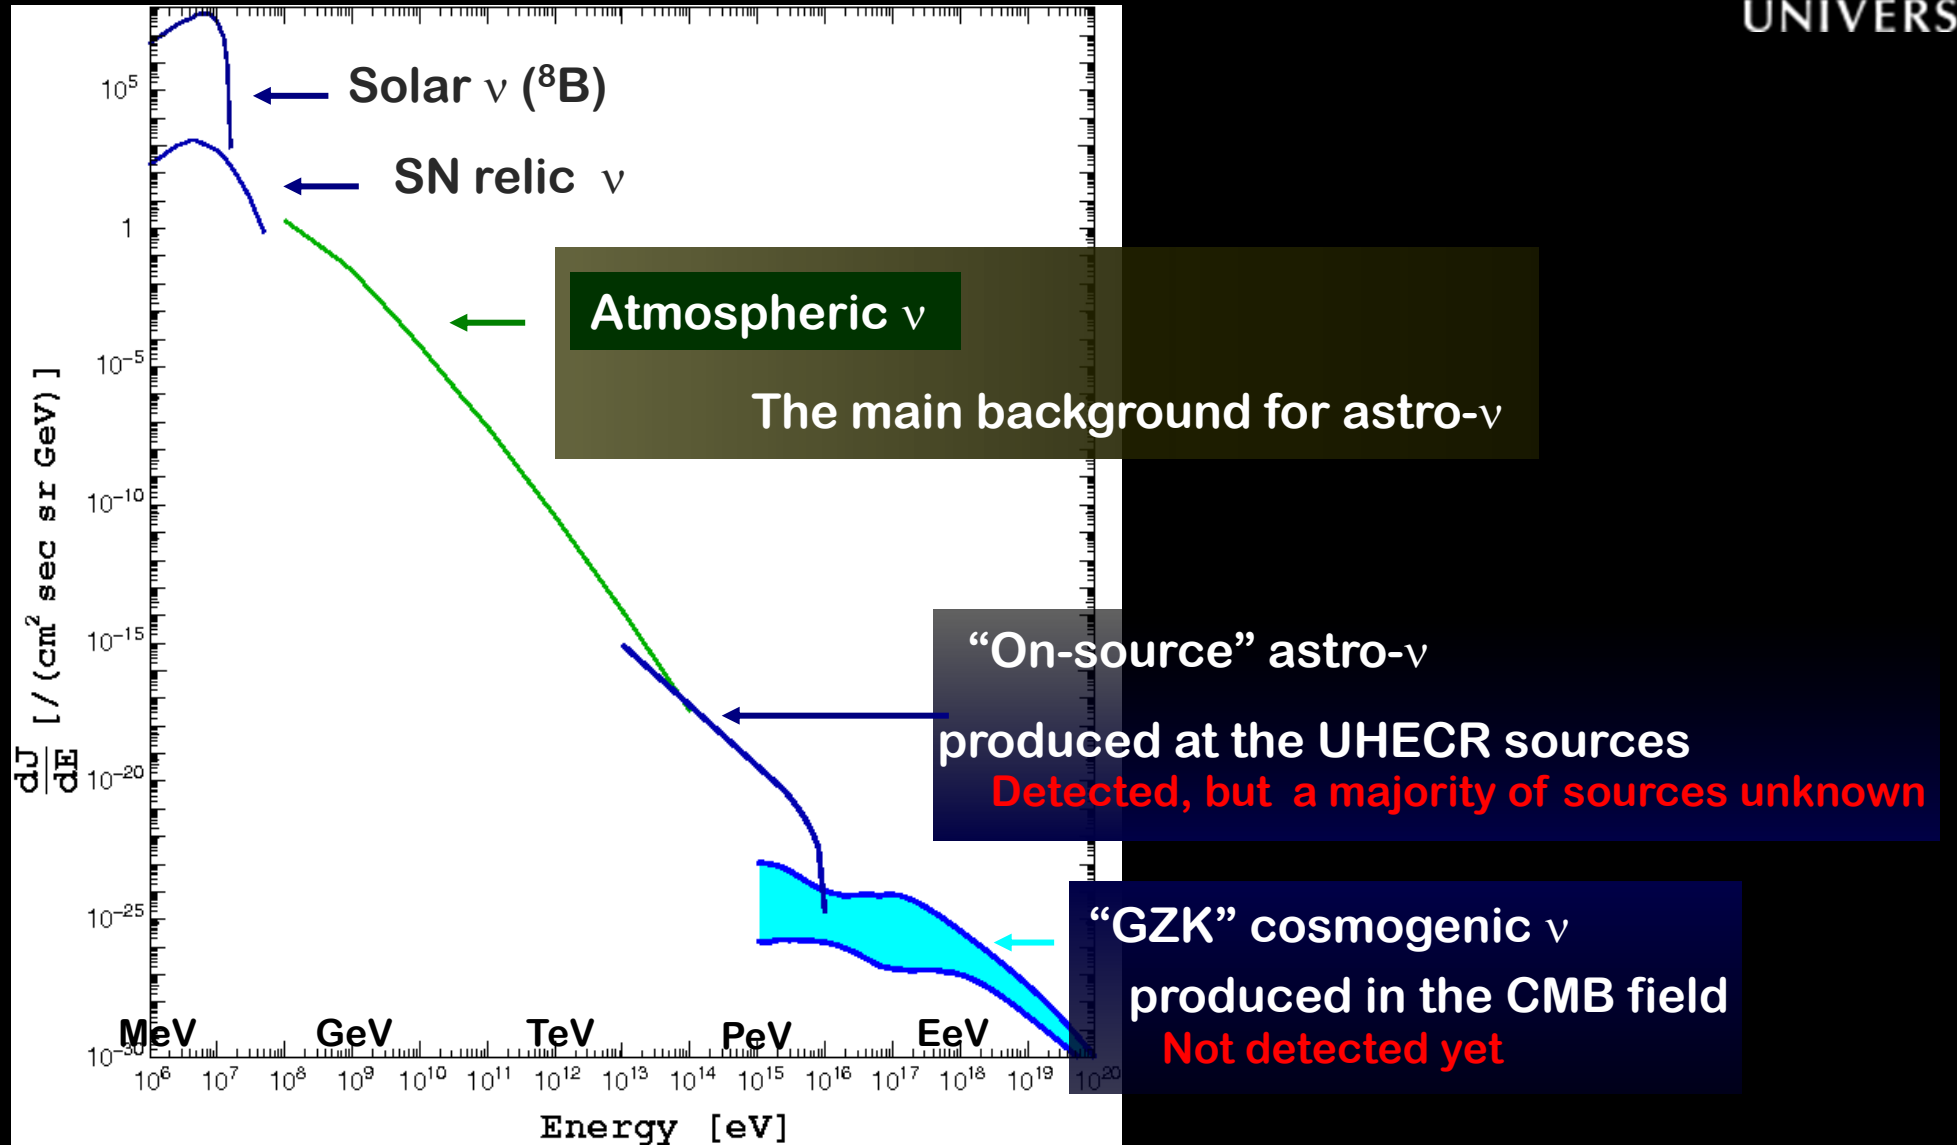 UNIVERS
Solar ν (⁸B)
SN relic ν
Atmospheric ν
The main background for astro-ν
“On-source” astro-ν
produced at the UHECR sources
Detected, but a majority of sources unknown
“GZK” cosmogenic ν
produced in the CMB field
Not detected yet
dJ/dE [/(cm² sec sr GeV)]
10⁵
1
10⁻⁵
10⁻¹⁰
10⁻¹⁵
10⁻²⁰
10⁻²⁵
10⁻³⁰
MeV GeV TeV PeV EeV
10⁶ 10⁷ 10⁸ 10⁹ 10¹⁰ 10¹¹ 10¹² 10¹³ 10¹⁴ 10¹⁵ 10¹⁶ 10¹⁷ 10¹⁸ 10¹⁹ 10²⁰
Energy [eV]